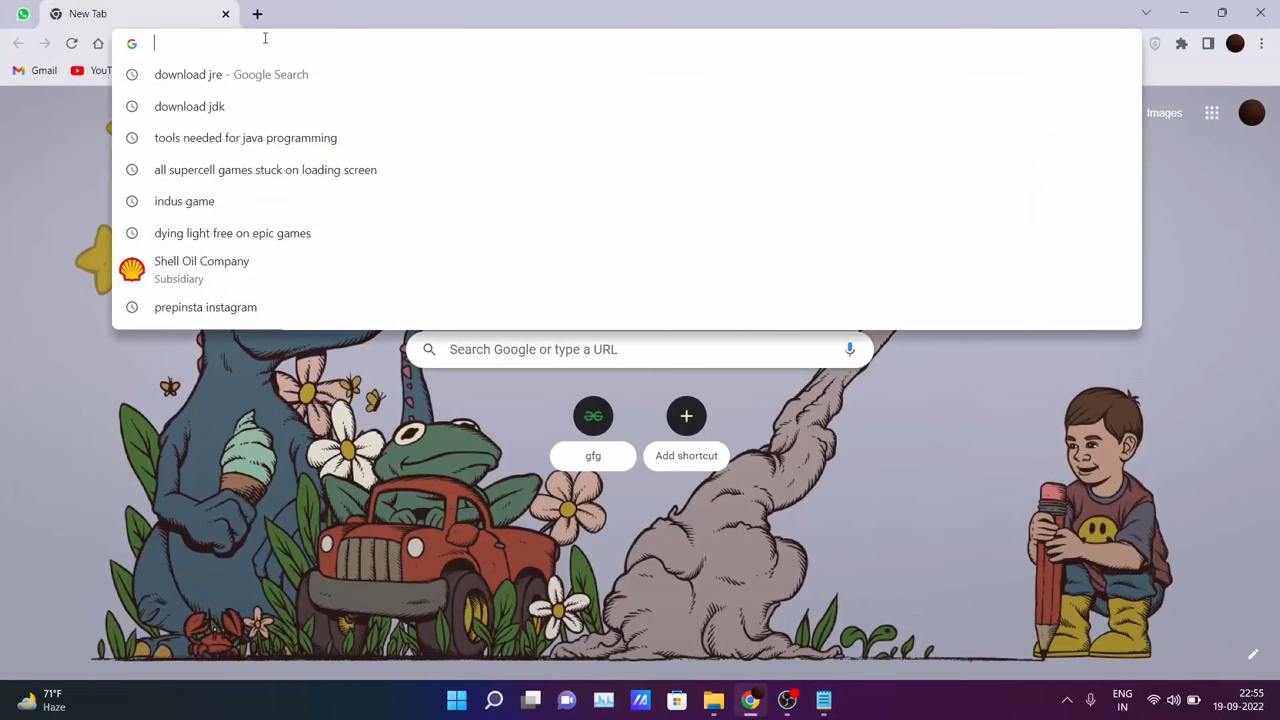 New Tab
download jre - Google Search
Gmail
YouT
download jdk
Images
tools needed for java programming
all supercell games stuck on loading screen
indus game
dying light free on epic games
Shell Oil Company
Subsidiary
prepinsta instagram
Search Google or type a URL
gfg
Add shortcut
71°F
Haze
ENG
IN
22:55
19-09-2022